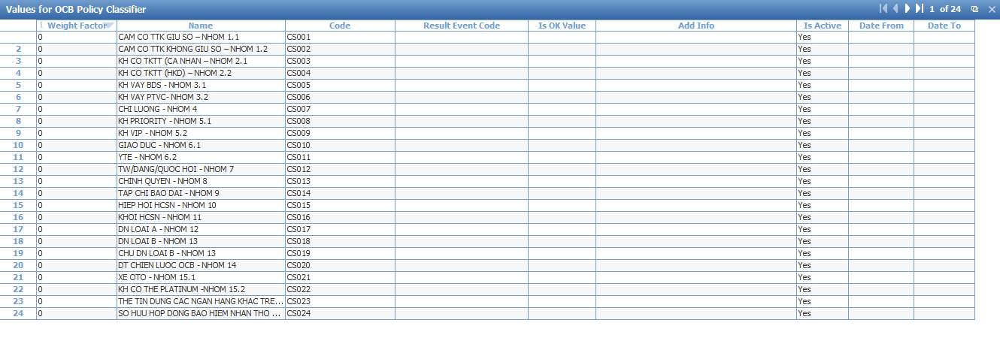 Values for OCB Policy Classifier 1 of 24
1 Weight Factor Name Code Result Event Code Is OK Value Add Info Is Active Date From Date To
0 CAM CO TTK GIU SO – NHOM 1.1 CS001 Yes
2 0 CAM CO TTK KHONG GIU SO – NHOM 1.2 CS002 Yes
3 0 KH CO TKTT (CA NHAN – NHOM 2.1 CS003 Yes
4 0 KH CO TKTT (HKD) – NHOM 2.2 CS004 Yes
5 0 KH VAY BDS - NHOM 3.1 CS005 Yes
6 0 KH VAY PTVC- NHOM 3.2 CS006 Yes
7 0 CHI LUONG - NHOM 4 CS007 Yes
8 0 KH PRIORITY - NHOM 5.1 CS008 Yes
9 0 KH VIP - NHOM 5.2 CS009 Yes
10 0 GIAO DUC - NHOM 6.1 CS010 Yes
11 0 YTE - NHOM 6.2 CS011 Yes
12 0 TW/DANG/QUOC HOI - NHOM 7 CS012 Yes
13 0 CHINH QUYEN - NHOM 8 CS013 Yes
14 0 TAP CHI BAO DAI - NHOM 9 CS014 Yes
15 0 HIEP HOI HCSN - NHOM 10 CS015 Yes
16 0 KHOI HCSN - NHOM 11 CS016 Yes
17 0 DN LOAI A - NHOM 12 CS017 Yes
18 0 DN LOAI B - NHOM 13 CS018 Yes
19 0 CHU DN LOAI B - NHOM 13 CS019 Yes
20 0 DT CHIEN LUOC OCB - NHOM 14 CS020 Yes
21 0 XE OTO - NHOM 15.1 CS021 Yes
22 0 KH CO THE PLATINUM -NHOM 15.2 CS022 Yes
23 0 THE TIN DUNG CAC NGAN HANG KHAC TRE... CS023 Yes
24 0 SO HUU HOP DONG BAO HIEM NHAN THO ... CS024 Yes